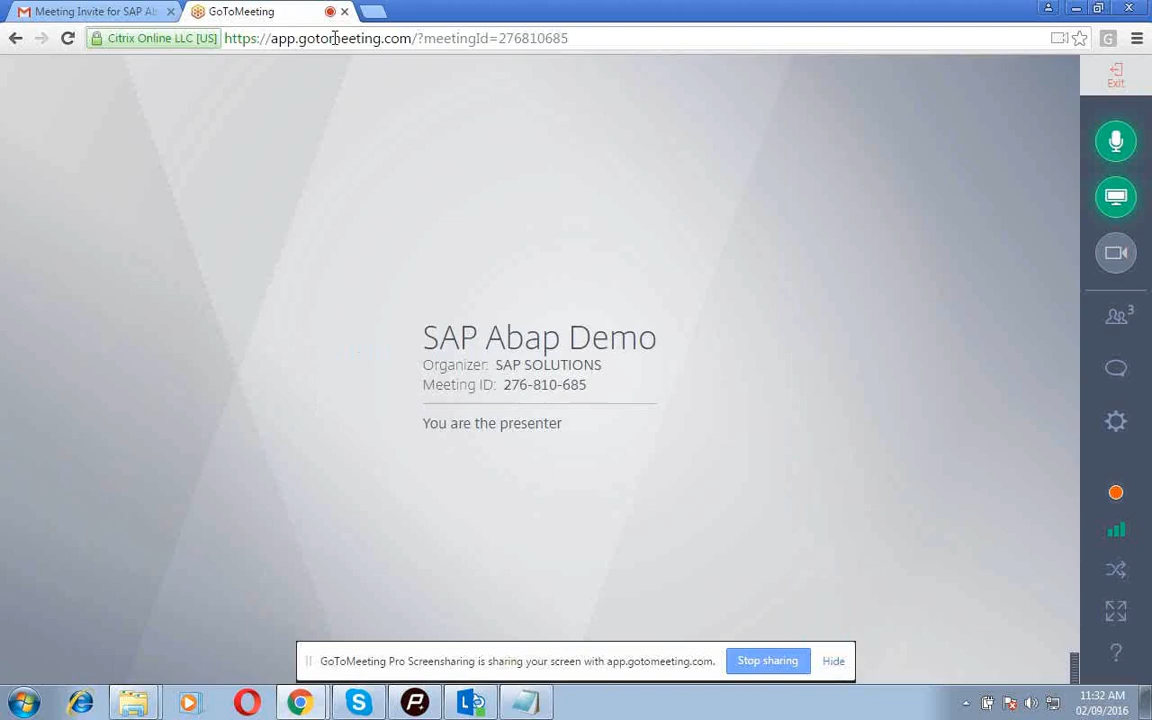 Meeting Invite for SAP Ab
GoToMeeting
Citrix Online LLC [US]
https://app.gotomeeting.com/?meetingId=276810685
G
Exit
3
SAP Abap Demo
Organizer: SAP SOLUTIONS
Meeting ID: 276-810-685
You are the presenter
?
GoToMeeting Pro Screensharing is sharing your screen with app.gotomeeting.com.
Stop sharing
Hide
11:32 AM
02/09/2016